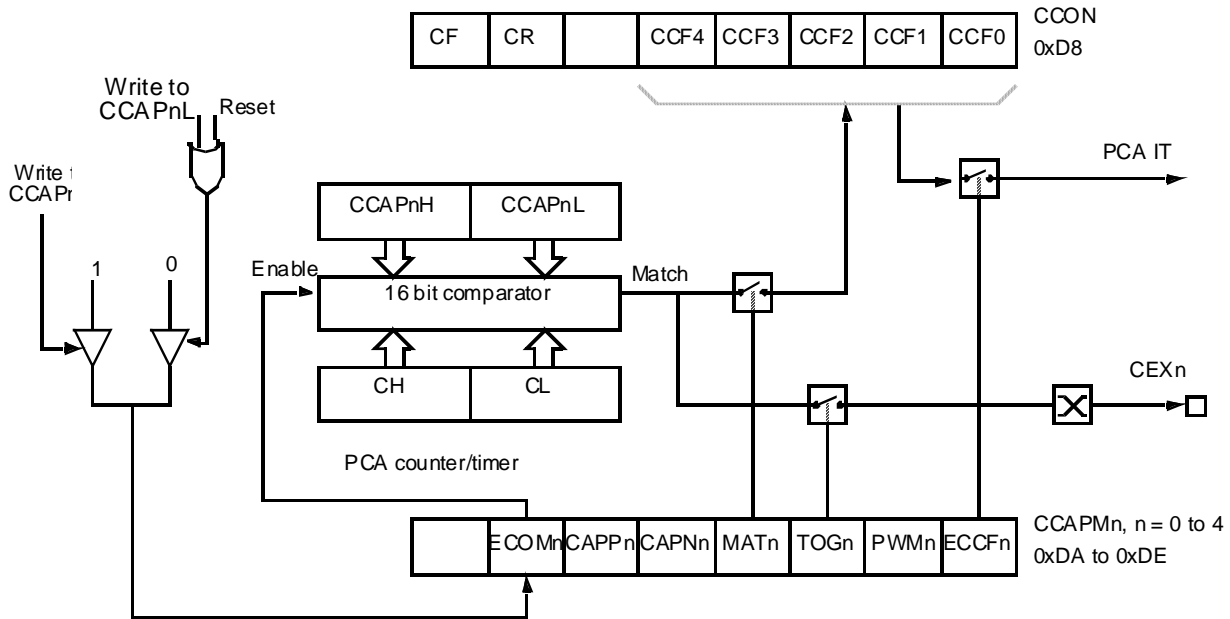 CF CR CCF4 CCF3 CCF2 CCF1 CCF0
CCON
0xD8
Write to
CCAPnL
Reset
Write
CCAP
PCA IT
CCAPnH CCAPnL
1
0
Enable
16 bit comparator
Match
CH CL
CEXn
PCA counter/timer
ECOMn CAPPn CAPNn MATn TOGn PWMn ECCFn
CCAPMn, n = 0 to 4
0xDA to 0xDE